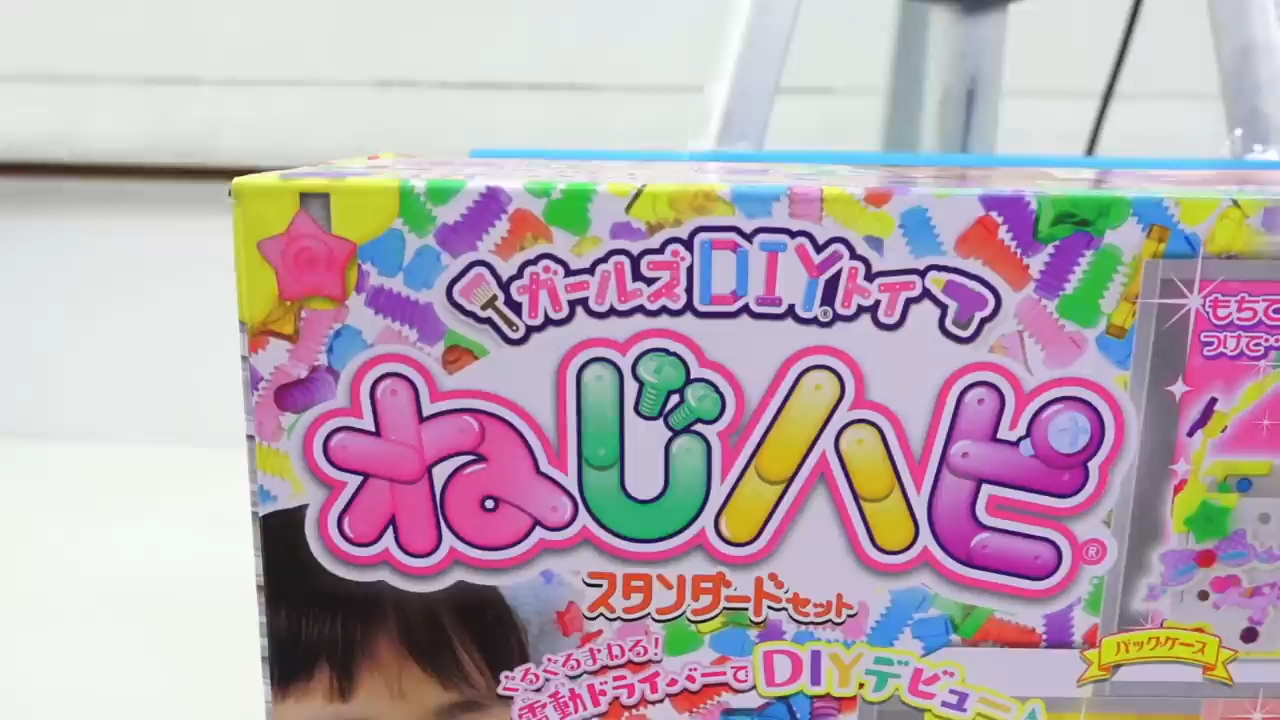 ガールズDIYトイ®
ねじハピ®
スタンダードセット
ぐるぐるまわる!
電動ドライバーで DIYデビュー
もちて
つけて…
パック・ケース